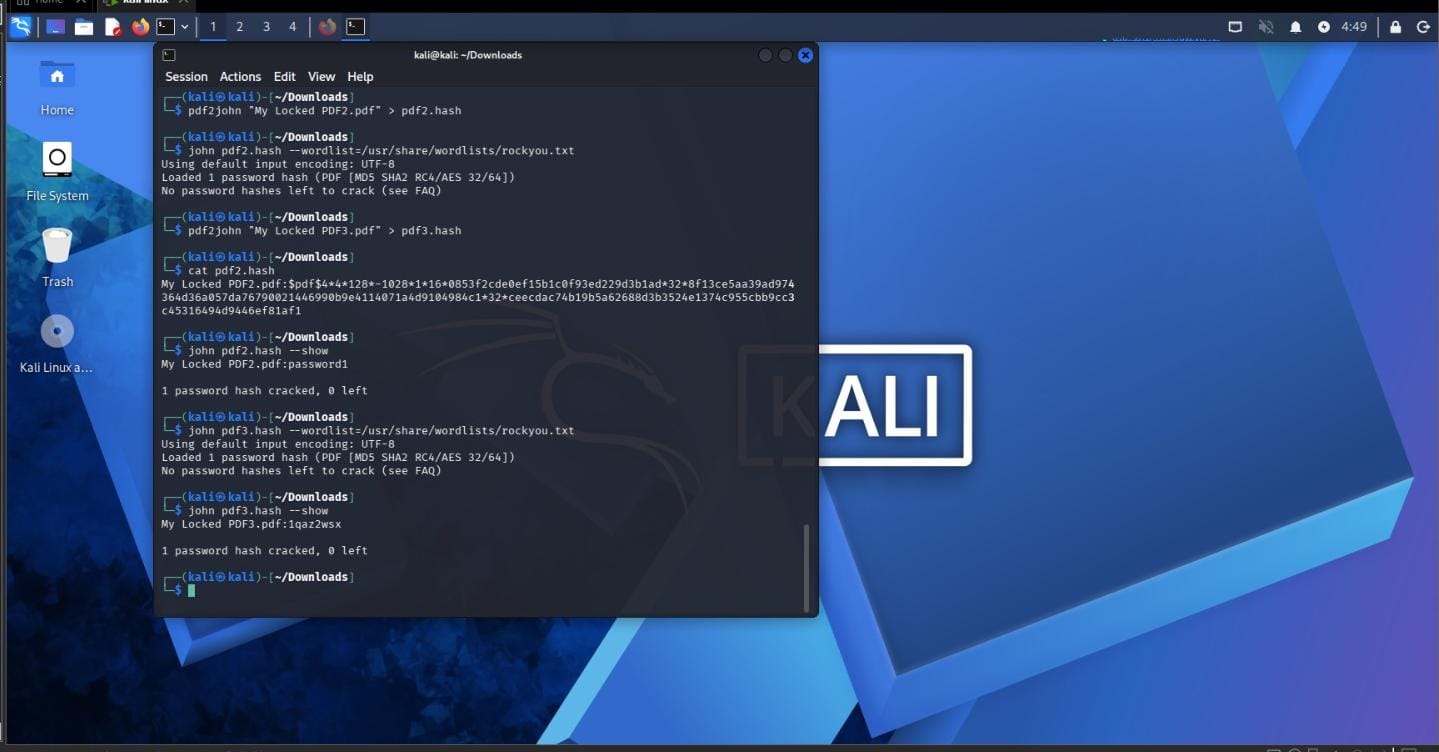 Home
kali linux
1 2 3 4
4:49
kali@kali: ~/Downloads
Session Actions Edit View Help
Home
File System
Trash
Kali Linux a...
┌──(kali㉿kali)-[~/Downloads]
└─$ pdf2john "My Locked PDF2.pdf" > pdf2.hash
┌──(kali㉿kali)-[~/Downloads]
└─$ john pdf2.hash --wordlist=/usr/share/wordlists/rockyou.txt
Using default input encoding: UTF-8
Loaded 1 password hash (PDF [MD5 SHA2 RC4/AES 32/64])
No password hashes left to crack (see FAQ)
┌──(kali㉿kali)-[~/Downloads]
└─$ pdf2john "My Locked PDF3.pdf" > pdf3.hash
┌──(kali㉿kali)-[~/Downloads]
└─$ cat pdf2.hash
My Locked PDF2.pdf:$pdf$4*4*128*-1028*1*16*0853f2cde0ef15b1c0f93ed229d3b1ad*32*8f13ce5aa39ad974
364d36a057da76790021446990b9e4114071a4d9104984c1*32*ceecdac74b19b5a62688d3b3524e1374c955cbb9cc3
c45316494d9446ef81af1
┌──(kali㉿kali)-[~/Downloads]
└─$ john pdf2.hash --show
My Locked PDF2.pdf:password1
1 password hash cracked, 0 left
┌──(kali㉿kali)-[~/Downloads]
└─$ john pdf3.hash --wordlist=/usr/share/wordlists/rockyou.txt
Using default input encoding: UTF-8
Loaded 1 password hash (PDF [MD5 SHA2 RC4/AES 32/64])
No password hashes left to crack (see FAQ)
┌──(kali㉿kali)-[~/Downloads]
└─$ john pdf3.hash --show
My Locked PDF3.pdf:1qaz2wsx
1 password hash cracked, 0 left
┌──(kali㉿kali)-[~/Downloads]
└─$
KALI